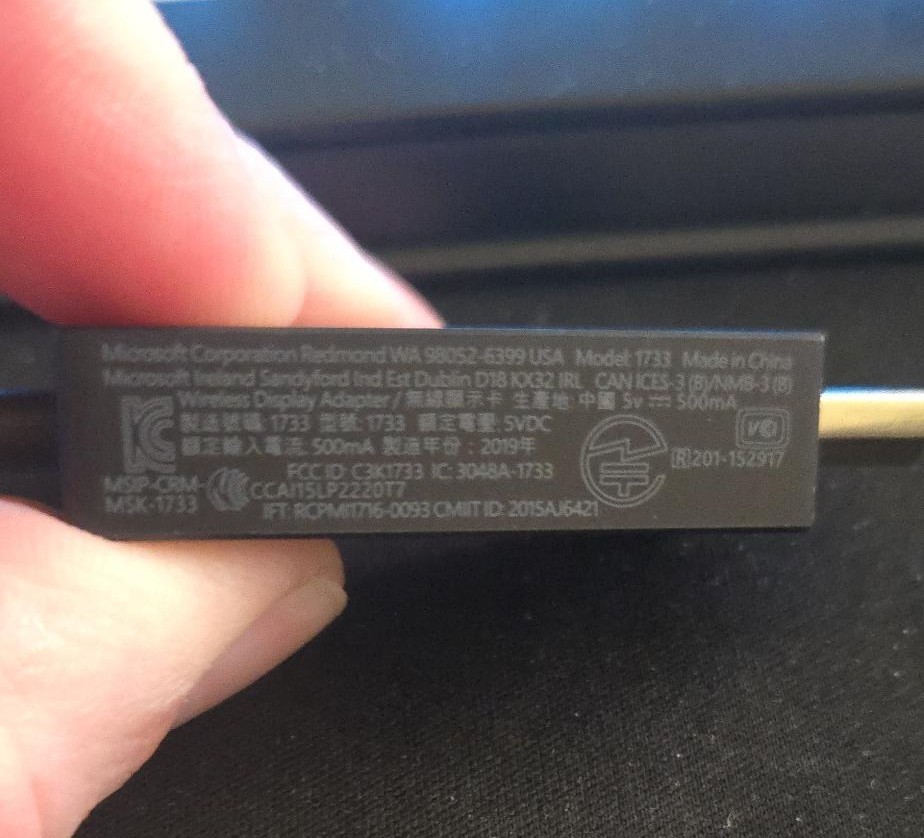 Microsoft Corporation Redmond WA 98052-6399 USA Model: 1733 Made in China
Microsoft Ireland Sandyford Ind Est Dublin D18 KX32 IRL CAN ICES-3 (B)/NMB-3 (B)
Wireless Display Adapter / 無線顯示卡 生產地: 中國 5v ⎓ 500mA
製造號碼: 1733 型號: 1733 額定電壓: 5VDC
額定輸入電流: 500mA 製造年份: 2019年
R 201-152917
FCC ID: C3K1733 IC: 3048A-1733
MSIP-CRM-
MSK-1733
CCAI15LP2220T7
IFT: RCPMI1716-0093 CMIIT ID: 2015AJ6421